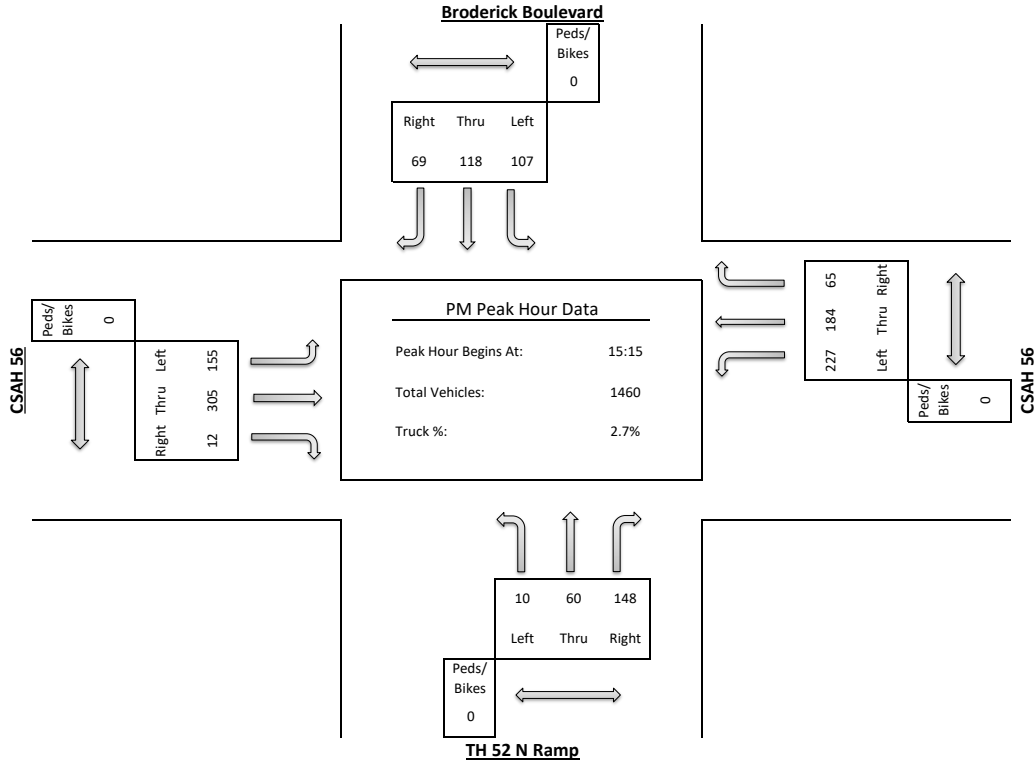 Broderick Boulevard
Peds/
Bikes
0
Right Thru Left
69 118 107
CSAH 56
Peds/
Bikes
0
Right Thru Left
12 305 155
PM Peak Hour Data
Peak Hour Begins At: 15:15
Total Vehicles: 1460
Truck %: 2.7%
227 184 65
Left Thru Right
Peds/
Bikes
0
CSAH 56
10 60 148
Left Thru Right
Peds/
Bikes
0
TH 52 N Ramp